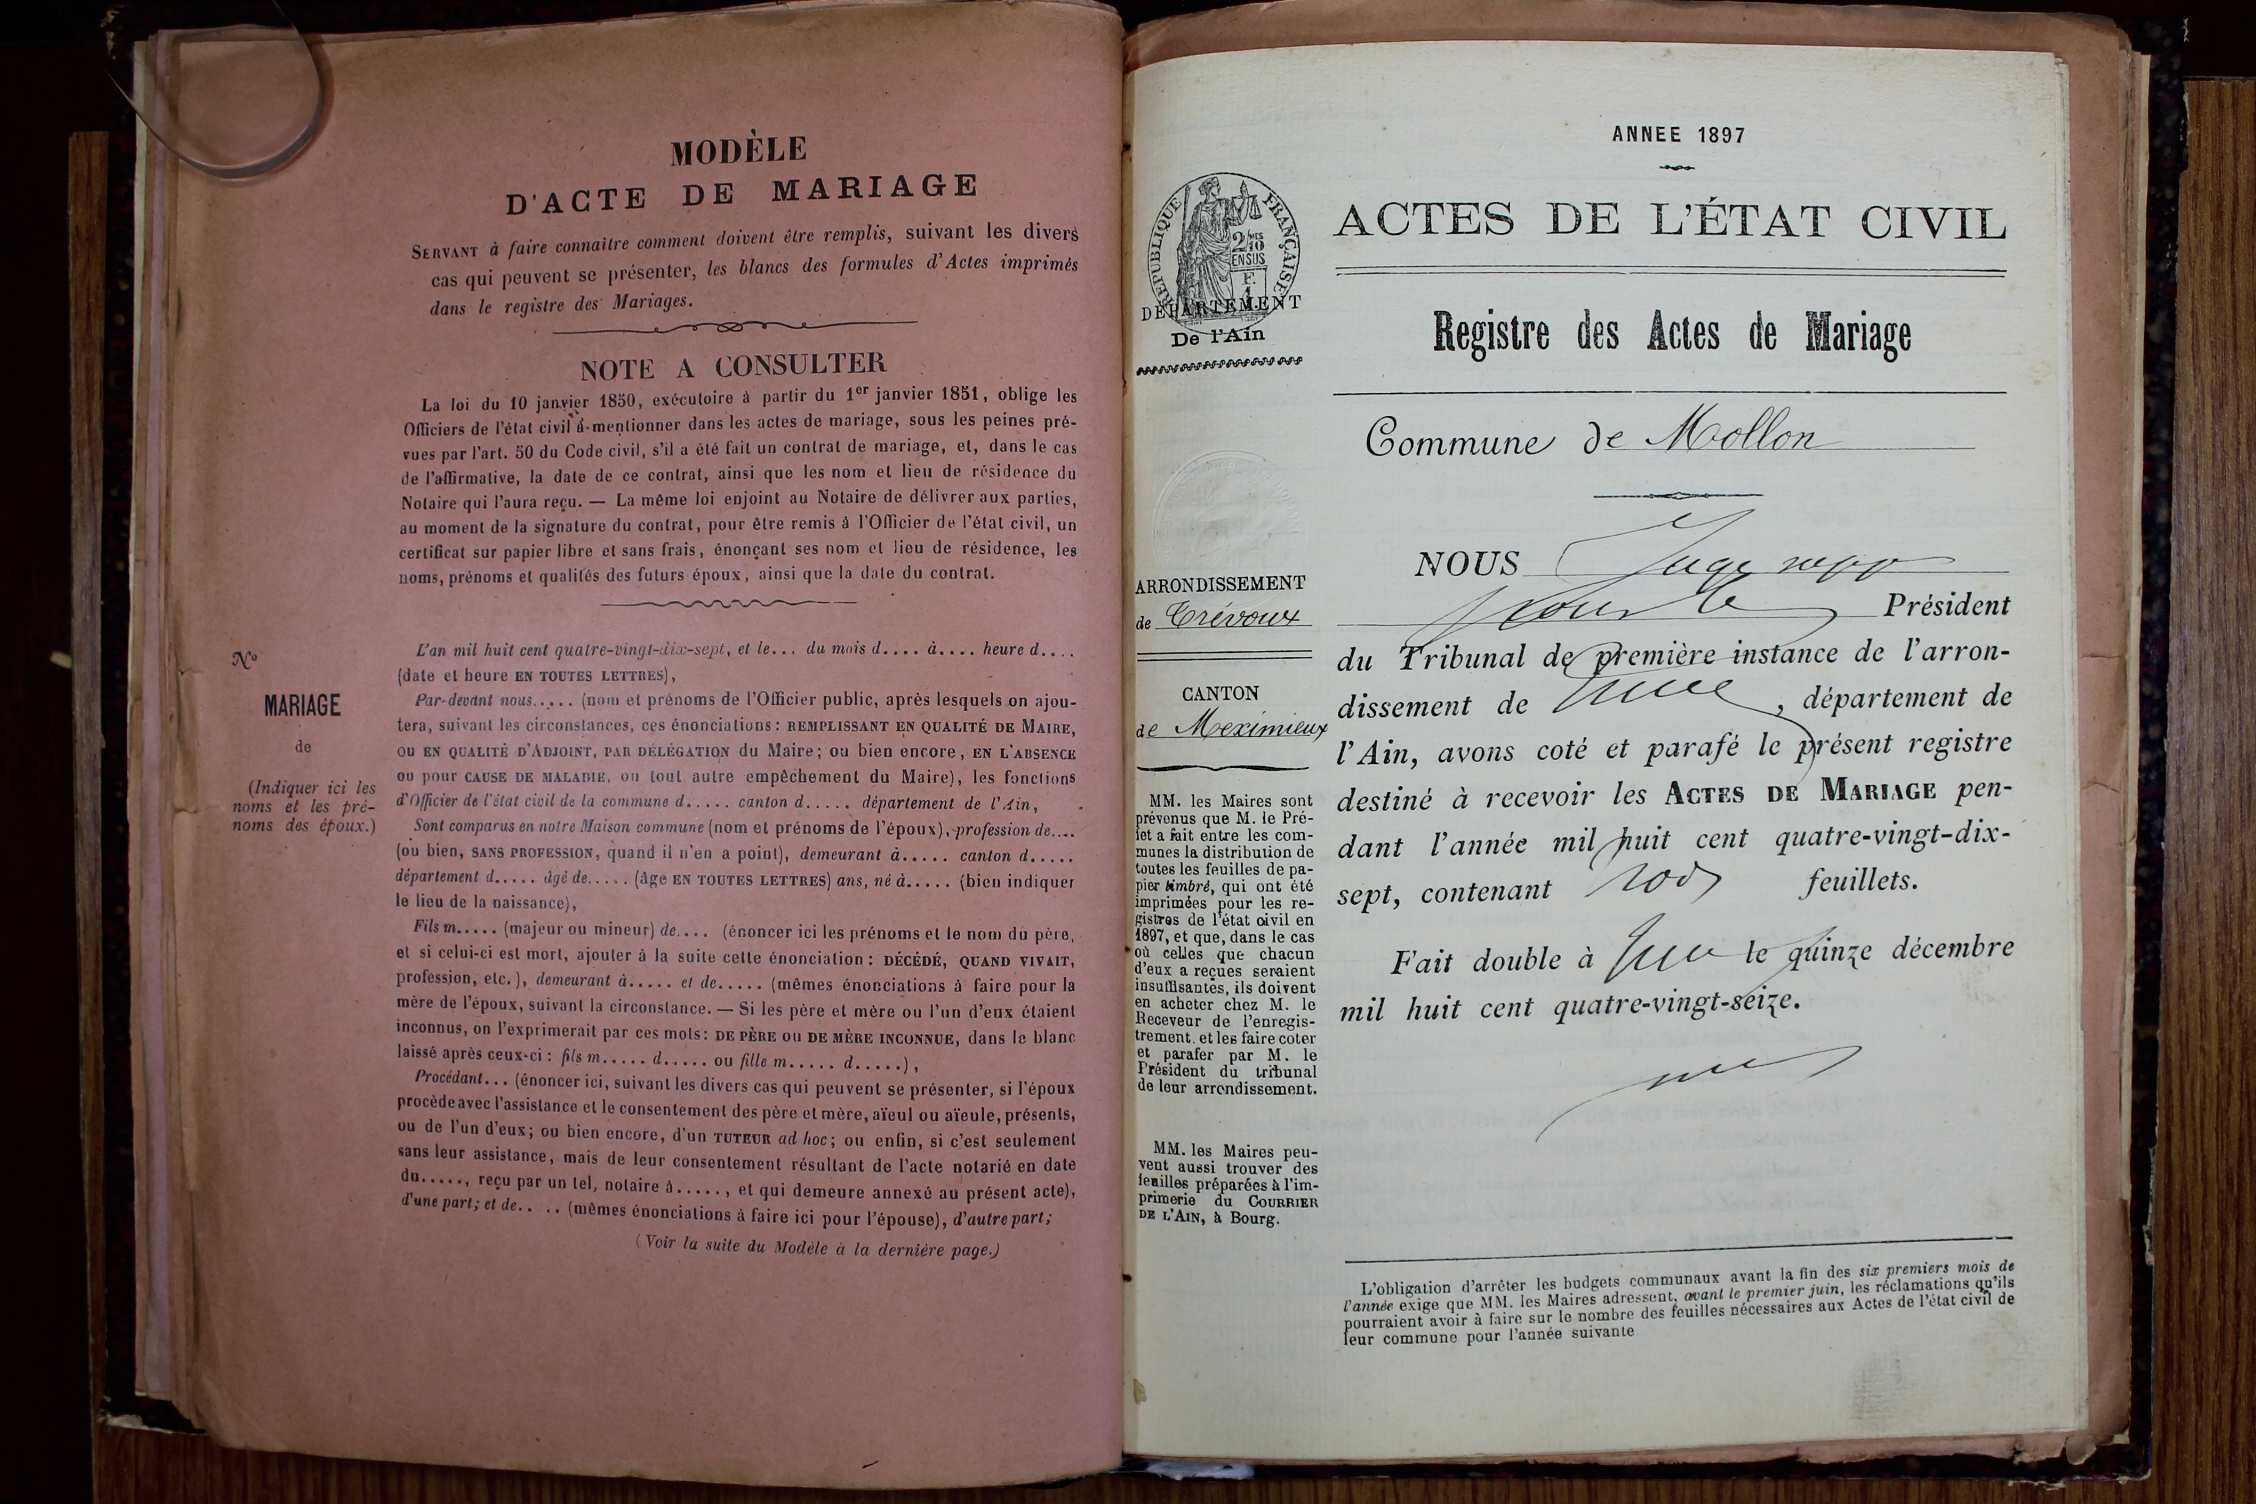 MODÈLE
D'ACTE DE MARIAGE
SERVANT à faire connaître comment doivent être remplis, suivant les divers
cas qui peuvent se présenter, les blancs des formules d'Actes imprimés
dans le registre des Mariages.
NOTE A CONSULTER
La loi du 10 janvier 1850, exécutoire à partir du 1er janvier 1851, oblige les
Officiers de l'état civil à mentionner dans les actes de mariage, sous les peines pré-
vues par l'art. 50 du Code civil, s'il a été fait un contrat de mariage, et, dans le cas
de l'affirmative, la date de ce contrat, ainsi que les nom et lieu de résidence du
Notaire qui l'aura reçu. — La même loi enjoint au Notaire de délivrer aux parties,
au moment de la signature du contrat, pour être remis à l'Officier de l'état civil, un
certificat sur papier libre et sans frais, énonçant ses nom et lieu de résidence, les
noms, prénoms et qualités des futurs époux, ainsi que la date du contrat.
No
MARIAGE
de
(Indiquer ici les
noms et les pré-
noms des époux.)
L'an mil huit cent quatre-vingt-dix-sept, et le... du mois d.... à.... heure d....
(date et heure EN TOUTES LETTRES),
Par-devant nous..... (nom et prénoms de l'Officier public, après lesquels on ajou-
tera, suivant les circonstances, ces énonciations: REMPLISSANT EN QUALITÉ DE MAIRE,
OU EN QUALITÉ D'ADJOINT, PAR DÉLÉGATION du Maire; ou bien encore, EN L'ABSENCE
ou pour CAUSE DE MALADIE, ou tout autre empêchement du Maire), les fonctions
d'Officier de l'état civil de la commune d..... canton d..... département de l'Ain,
Sont comparus en notre Maison commune (nom et prénoms de l'époux), profession de....
(ou bien, SANS PROFESSION, quand il n'en a point), demeurant à..... canton d.....
département d..... âgé de..... (âge EN TOUTES LETTRES) ans, né à..... (bien indiquer
le lieu de la naissance),
Fils m..... (majeur ou mineur) de.... (énoncer ici les prénoms et le nom du père,
et si celui-ci est mort, ajouter à la suite cette énonciation: DÉCÉDÉ, QUAND VIVAIT,
profession, etc.), demeurant à..... et de..... (mêmes énonciations à faire pour la
mère de l'époux, suivant la circonstance. — Si les père et mère ou l'un d'eux étaient
inconnus, on l'exprimerait par ces mots: DE PÈRE OU DE MÈRE INCONNUE, dans le blanc
laissé après ceux-ci: fils m..... d..... ou fille m..... d.....),
Procédant... (énoncer ici, suivant les divers cas qui peuvent se présenter, si l'époux
procède avec l'assistance et le consentement des père et mère, aïeul ou aïeule, présents,
ou de l'un d'eux; ou bien encore, d'un TUTEUR ad hoc; ou enfin, si c'est seulement
sans leur assistance, mais de leur consentement résultant de l'acte notarié en date
du....., reçu par un tel, notaire à....., et qui demeure annexé au présent acte),
d'une part; et de.. .. (mêmes énonciations à faire ici pour l'épouse), d'autre part;
(Voir la suite du Modèle à la dernière page.)
ANNEE 1897
ACTES DE L'ÉTAT CIVIL
Registre des Actes de Mariage
RÉPUBLIQUE FRANÇAISE
DÉPARTEMENT
De l'Ain
Commune de Mollon
ARRONDISSEMENT
de Trévoux
CANTON
de Meximieux
MM. les Maires sont
prévenus que M. le Pré-
fet a fait entre les com-
munes la distribution de
toutes les feuilles de pa-
pier timbré, qui ont été
imprimées pour les re-
gistres de l'état civil en
1897, et que, dans le cas
où celles que chacun
d'eux a reçues seraient
insuffisantes, ils doivent
en acheter chez M. le
Receveur de l'enregis-
trement, et les faire coter
et parafer par M. le
Président du tribunal
de leur arrondissement.
MM. les Maires peu-
vent aussi trouver des
feuilles préparées à l'im-
primerie du COURRIER
DE L'AIN, à Bourg.
NOUS Juge supp
pour le Président
du Tribunal de première instance de l'arron-
dissement de , département de
l'Ain, avons coté et parafé le présent registre
destiné à recevoir les ACTES DE MARIAGE pen-
dant l'année mil huit cent quatre-vingt-dix-
sept, contenant feuillets.
Fait double à le quinze décembre
mil huit cent quatre-vingt-seize.
L'obligation d'arrêter les budgets communaux avant la fin des six premiers mois de
l'année exige que MM. les Maires adressent, avant le premier juin, les réclamations qu'ils
pourraient avoir à faire sur le nombre des feuilles nécessaires aux Actes de l'état civil de
leur commune pour l'année suivante